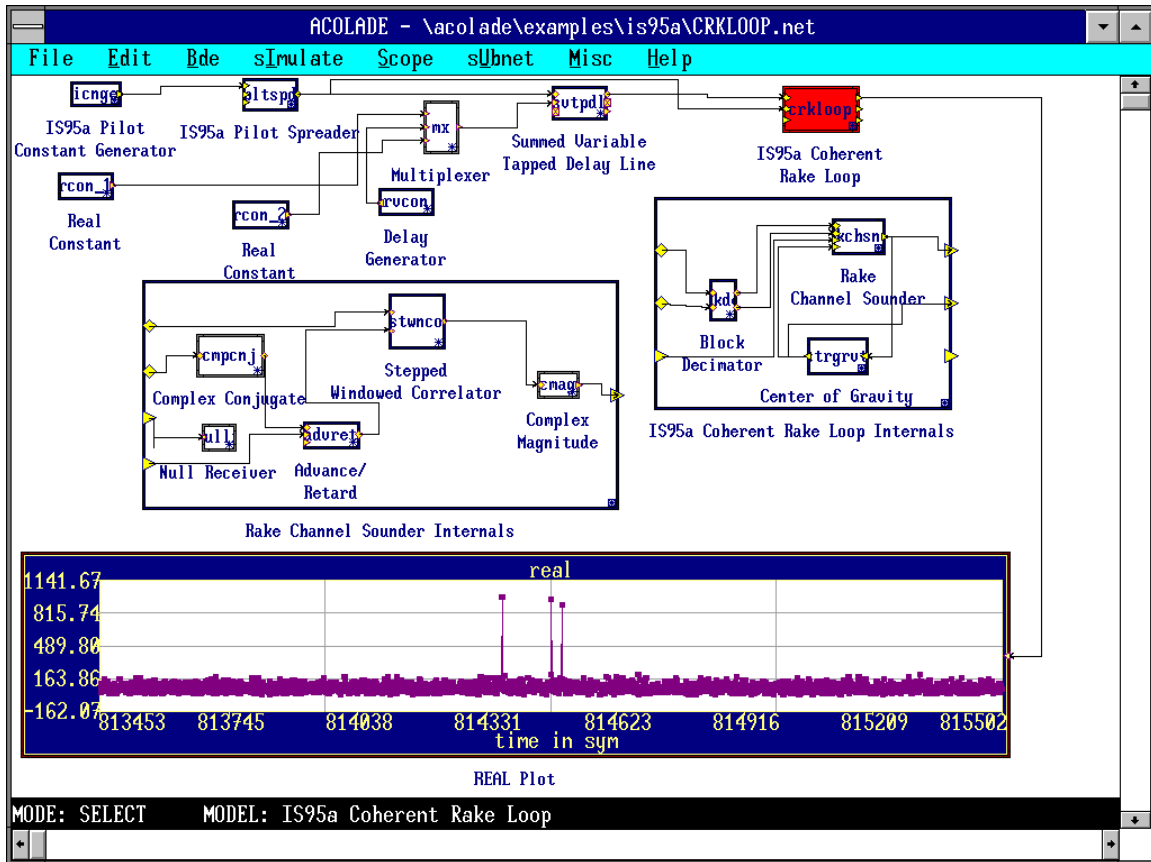 ACOLADE - \acolade\examples\is95a\CRKLOOP.net
File Edit Bde sImulate Scope sUbnet Misc Help
icnge
IS95a Pilot
Constant Generator
altspd
IS95a Pilot Spreader
mx
Multiplexer
Summed Variable
Tapped Delay Line
crkloop
IS95a Coherent
Rake Loop
rcon_1
Real
Constant
rcon_2
Real
Constant
rvcon
Delay
Generator
cmpcnj
Complex Conjugate
stwnco
Stepped
Windowed Correlator
cmag
Complex
Magnitude
ull
Null Receiver
advret
Advance/
Retard
Rake Channel Sounder Internals
Rake
Channel Sounder
Block
Decimator
trgrvt
Center of Gravity
IS95a Coherent Rake Loop Internals
real
1141.67
815.74
489.80
163.86
-162.07
813453 813745 814038 814331 814623 814916 815209 815502
time in sym
REAL Plot
MODE: SELECT MODEL: IS95a Coherent Rake Loop